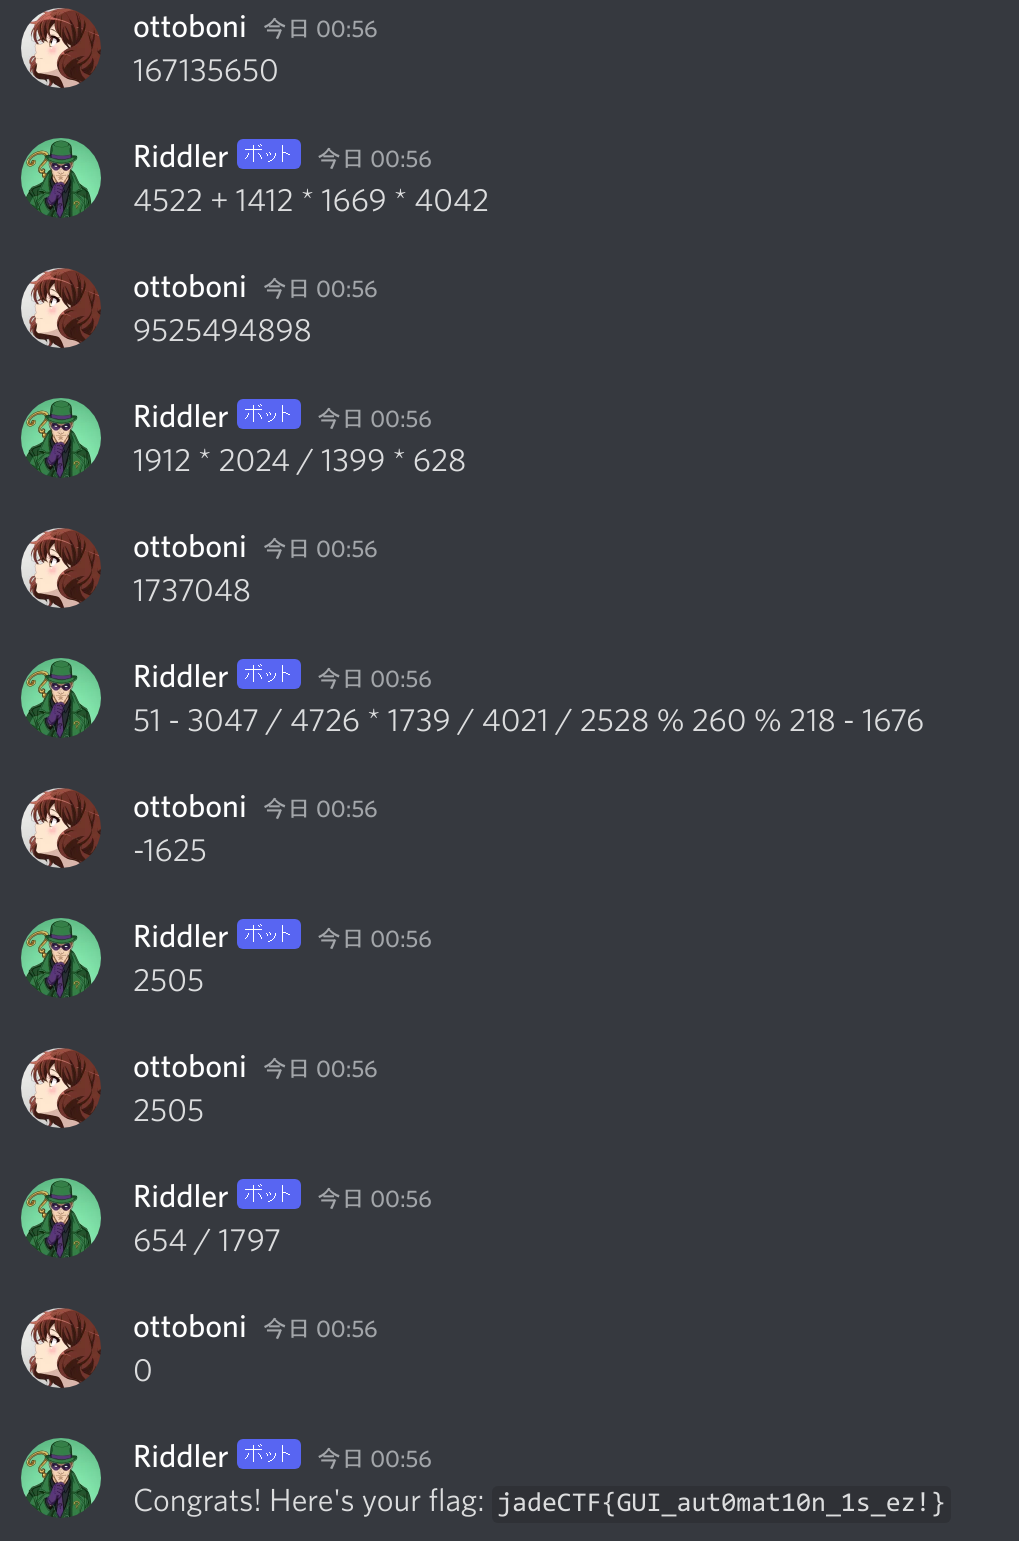 ottoboni 今日 00:56
167135650
Riddler ボット 今日 00:56
4522 + 1412 * 1669 * 4042
ottoboni 今日 00:56
9525494898
Riddler ボット 今日 00:56
1912 * 2024 / 1399 * 628
ottoboni 今日 00:56
1737048
Riddler ボット 今日 00:56
51 - 3047 / 4726 * 1739 / 4021 / 2528 % 260 % 218 - 1676
ottoboni 今日 00:56
-1625
Riddler ボット 今日 00:56
2505
ottoboni 今日 00:56
2505
Riddler ボット 今日 00:56
654 / 1797
ottoboni 今日 00:56
0
Riddler ボット 今日 00:56
Congrats! Here's your flag: jadeCTF{GUI_aut0mat10n_1s_ez!}